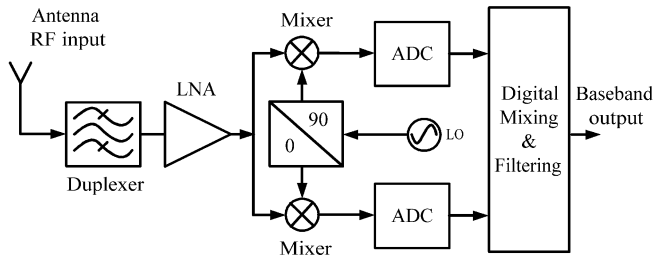 Antenna
RF input
Duplexer
LNA
Mixer
90
0
LO
Mixer
ADC
ADC
Digital
Mixing
&
Filtering
Baseband
output